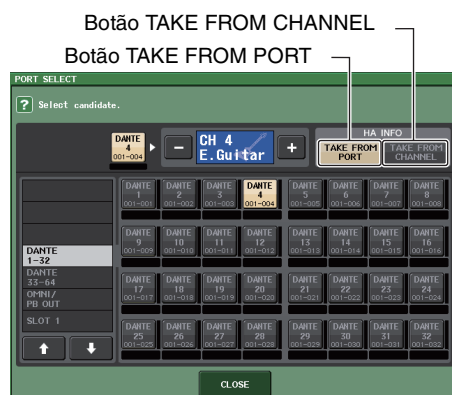 Botão TAKE FROM CHANNEL
Botão TAKE FROM PORT
PORT SELECT
? Select candidate.
HA INFO
DANTE 4 001-004
−
CH 4
E.Guitar
+
TAKE FROM PORT
TAKE FROM CHANNEL
DANTE 1 001-001
DANTE 2 001-002
DANTE 3 001-003
DANTE 4 001-004
DANTE 5 001-005
DANTE 6 001-006
DANTE 7 001-007
DANTE 8 001-008
DANTE 9 001-009
DANTE 10 001-010
DANTE 11 001-011
DANTE 12 001-012
DANTE 13 001-013
DANTE 14 001-014
DANTE 15 001-015
DANTE 16 001-016
DANTE 1-32
DANTE 33-64
OMNI/ PB OUT
SLOT 1
DANTE 17 001-017
DANTE 18 001-018
DANTE 19 001-019
DANTE 20 001-020
DANTE 21 001-021
DANTE 22 001-022
DANTE 23 001-023
DANTE 24 001-024
DANTE 25 001-025
DANTE 26 001-026
DANTE 27 001-027
DANTE 28 001-028
DANTE 29 001-029
DANTE 30 001-030
DANTE 31 001-031
DANTE 32 001-032
CLOSE